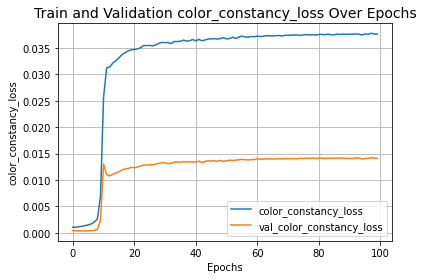 Train and Validation color_constancy_loss Over Epochs
color_constancy_loss
0.035
0.030
0.025
0.020
0.015
0.010
0.005
0.000
0 20 40 60 80 100
Epochs
color_constancy_loss
val_color_constancy_loss